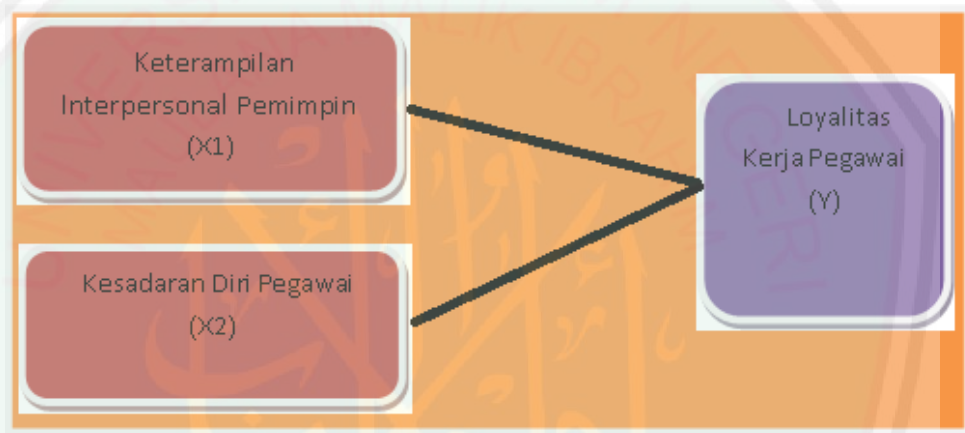 Keterampilan
Interpersonal Pemimpin
(X1)
Kesadaran Diri Pegawai
(X2)
Loyalitas
Kerja Pegawai
(Y)